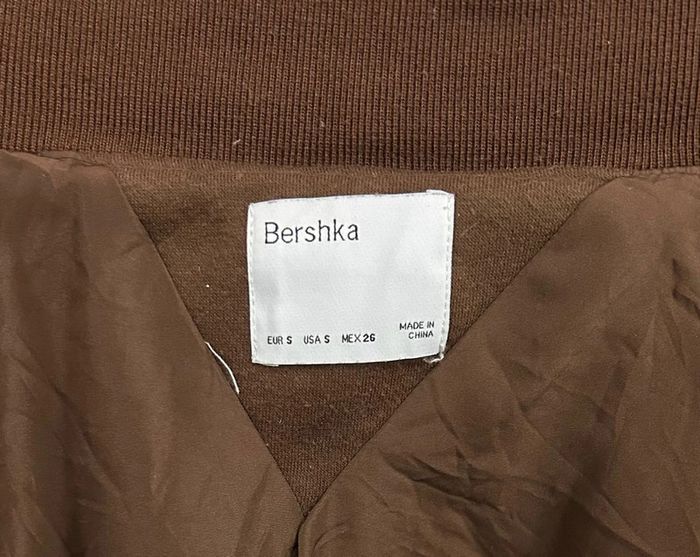 Bershka
EUR S USA S MEX 26
MADE IN
CHINA